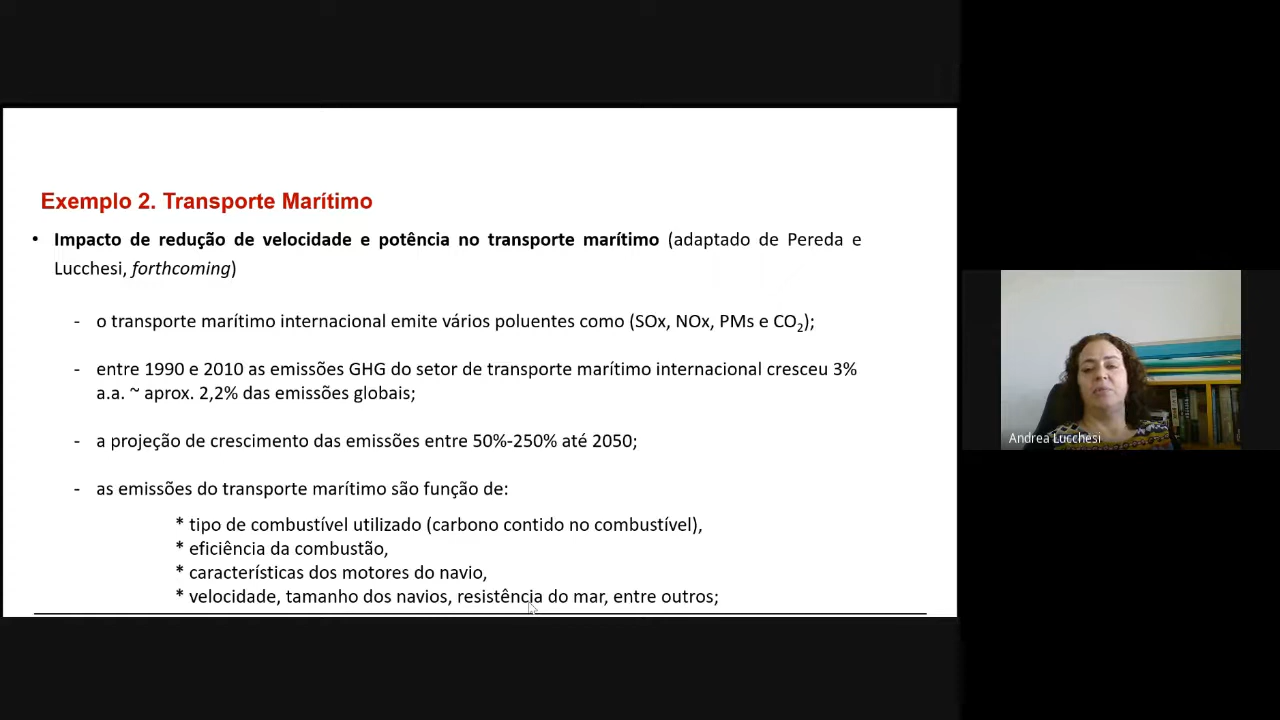 Exemplo 2. Transporte Marítimo
• Impacto de redução de velocidade e potência no transporte marítimo (adaptado de Pereda e
Lucchesi, forthcoming)
- o transporte marítimo internacional emite vários poluentes como (SOx, NOx, PMs e CO₂);
- entre 1990 e 2010 as emissões GHG do setor de transporte marítimo internacional cresceu 3%
a.a. ~ aprox. 2,2% das emissões globais;
- a projeção de crescimento das emissões entre 50%-250% até 2050;
- as emissões do transporte marítimo são função de:
* tipo de combustível utilizado (carbono contido no combustível),
* eficiência da combustão,
* características dos motores do navio,
* velocidade, tamanho dos navios, resistência do mar, entre outros;
Andrea Lucchesi